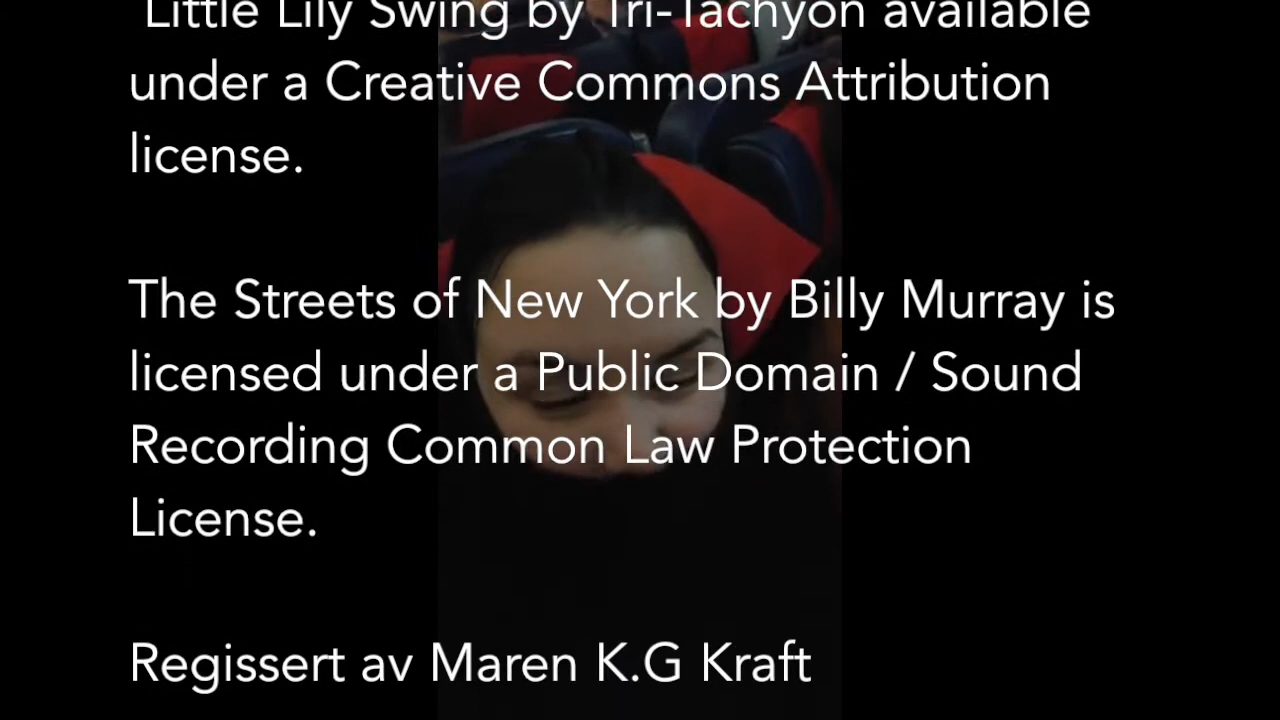 Little Lily Swing by Tri-Tachyon available
under a Creative Commons Attribution
license.
The Streets of New York by Billy Murray is
licensed under a Public Domain / Sound
Recording Common Law Protection
License.
Regissert av Maren K.G Kraft